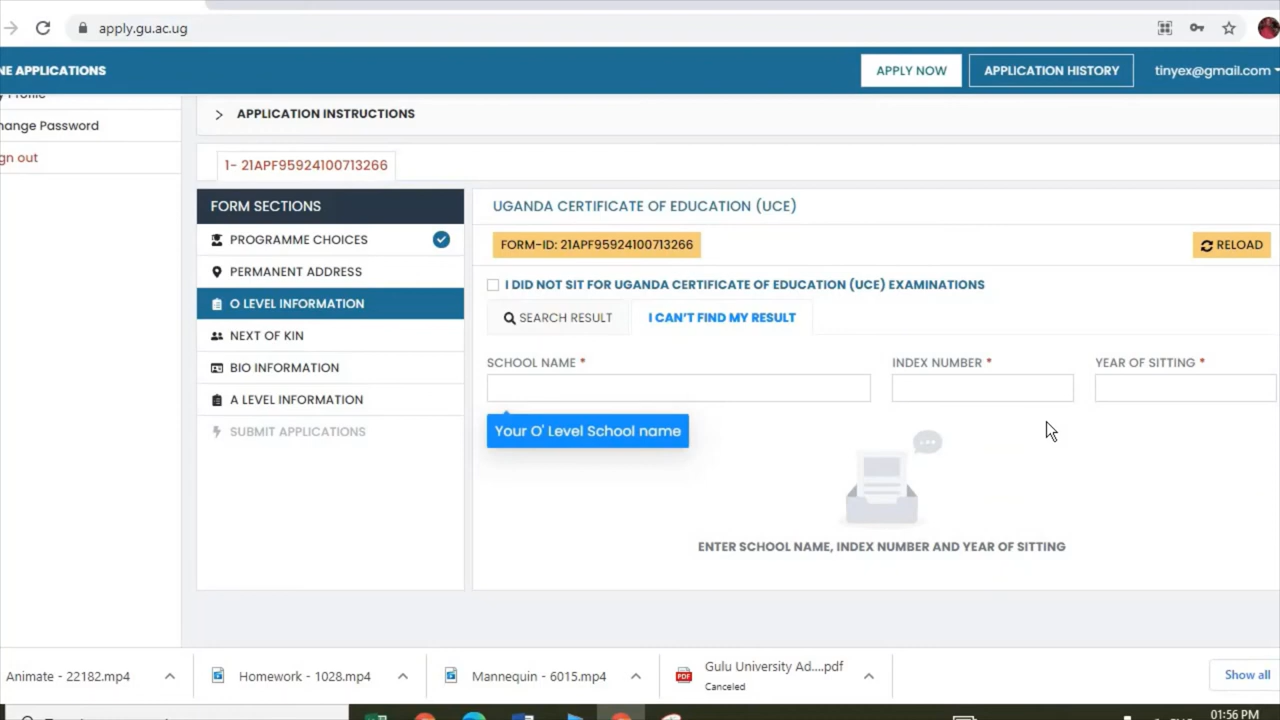 apply.gu.ac.ug
NE APPLICATIONS
APPLY NOW
APPLICATION HISTORY
tinyex@gmail.com
y Profile
hange Password
gn out
APPLICATION INSTRUCTIONS
1- 21APF95924100713266
FORM SECTIONS
PROGRAMME CHOICES
PERMANENT ADDRESS
O LEVEL INFORMATION
NEXT OF KIN
BIO INFORMATION
A LEVEL INFORMATION
SUBMIT APPLICATIONS
UGANDA CERTIFICATE OF EDUCATION (UCE)
FORM-ID: 21APF95924100713266
RELOAD
I DID NOT SIT FOR UGANDA CERTIFICATE OF EDUCATION (UCE) EXAMINATIONS
SEARCH RESULT
I CAN'T FIND MY RESULT
SCHOOL NAME *
INDEX NUMBER *
YEAR OF SITTING *
Your O' Level School name
ENTER SCHOOL NAME, INDEX NUMBER AND YEAR OF SITTING
Animate - 22182.mp4
Homework - 1028.mp4
Mannequin - 6015.mp4
PDF
Gulu University Ad....pdf
Canceled
Show all
01:56 PM